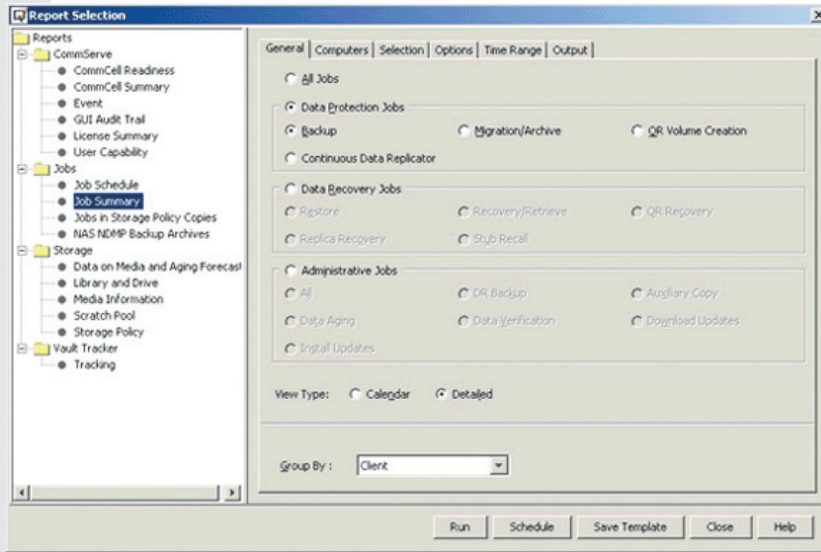 Report Selection
Reports
CommServe
CommCell Readiness
CommCell Summary
Event
GUI Audit Trail
License Summary
User Capability
Jobs
Job Schedule
Job Summary
Jobs in Storage Policy Copies
NAS NDMP Backup Archives
Storage
Data on Media and Aging Forecast
Library and Drive
Media Information
Scratch Pool
Storage Policy
Vault Tracker
Tracking
General Computers Selection Options Time Range Output
All Jobs
Data Protection Jobs
Backup Migration/Archive QR Volume Creation
Continuous Data Replicator
Data Recovery Jobs
Restore Recovery/Retrieve QR Recovery
Replica Recovery Stub Recall
Administrative Jobs
All DR Backup Auxiliary Copy
Data Aging Data Verification Download Updates
Install Updates
View Type: Calendar Detailed
Group By : Client
Run Schedule Save Template Close Help